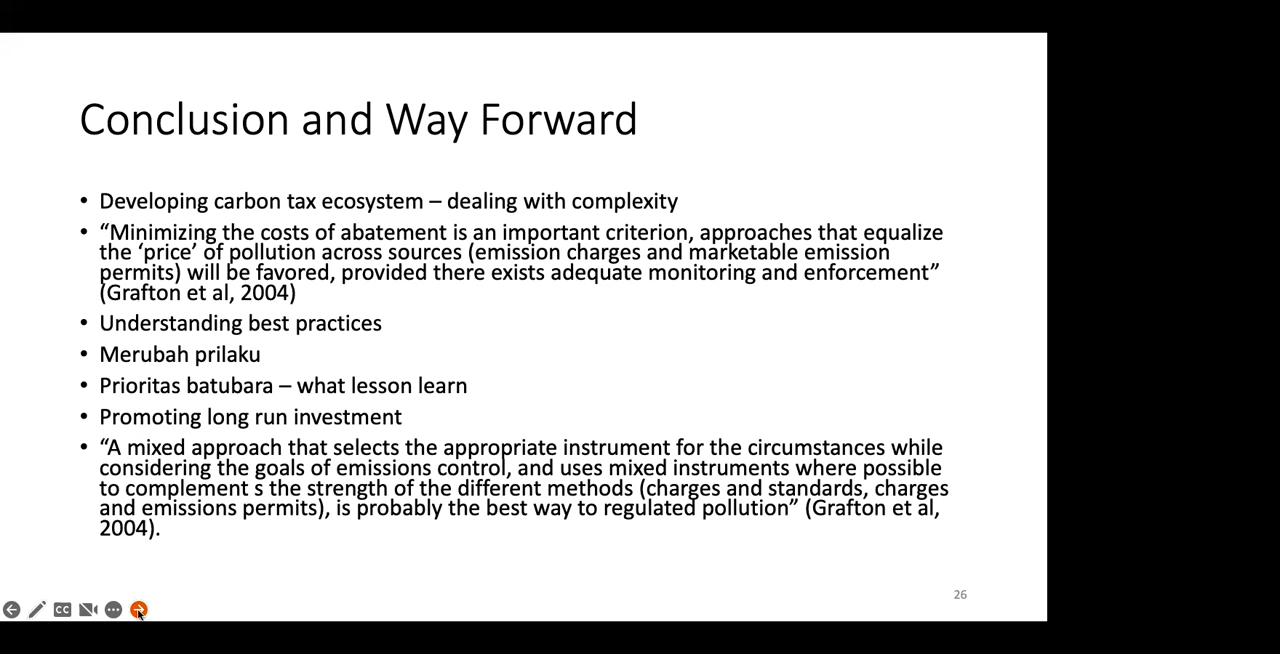 Conclusion and Way Forward
• Developing carbon tax ecosystem – dealing with complexity
• “Minimizing the costs of abatement is an important criterion, approaches that equalize
the ‘price’ of pollution across sources (emission charges and marketable emission
permits) will be favored, provided there exists adequate monitoring and enforcement”
(Grafton et al, 2004)
• Understanding best practices
• Merubah prilaku
• Prioritas batubara – what lesson learn
• Promoting long run investment
• “A mixed approach that selects the appropriate instrument for the circumstances while
considering the goals of emissions control, and uses mixed instruments where possible
to complement s the strength of the different methods (charges and standards, charges
and emissions permits), is probably the best way to regulated pollution” (Grafton et al,
2004).
26
CC